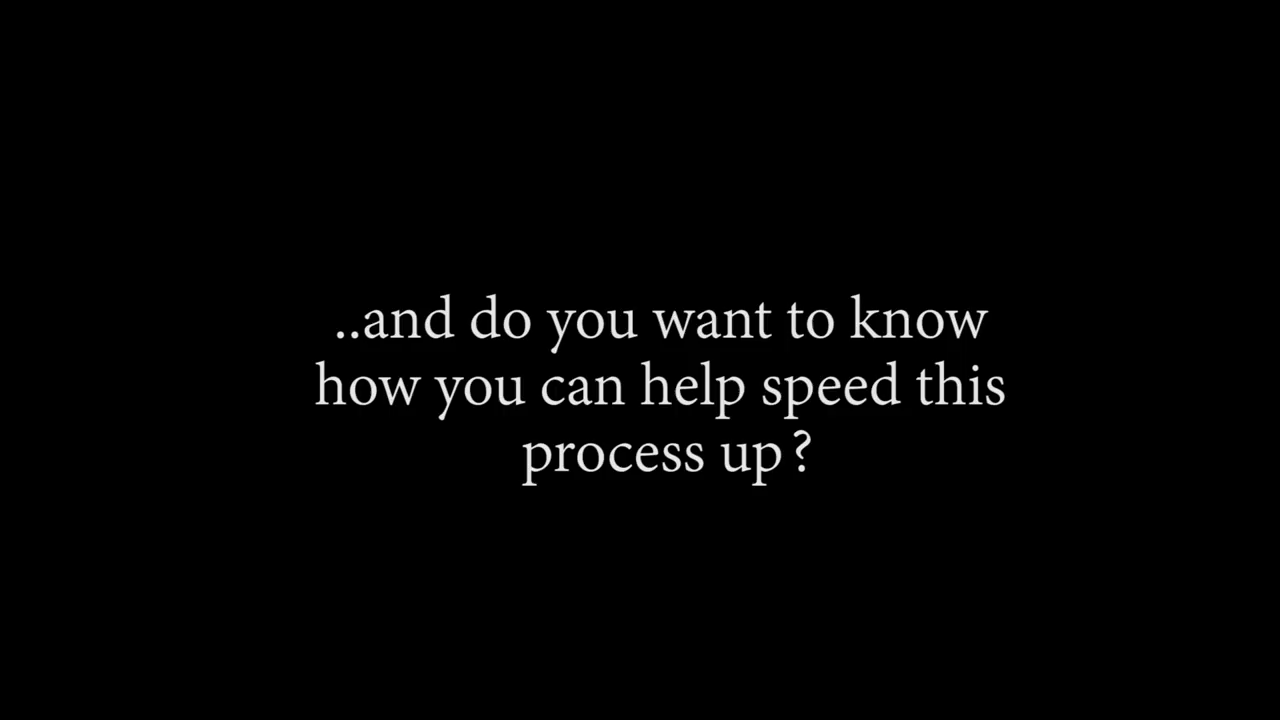 ..and do you want to know
how you can help speed this
process up?